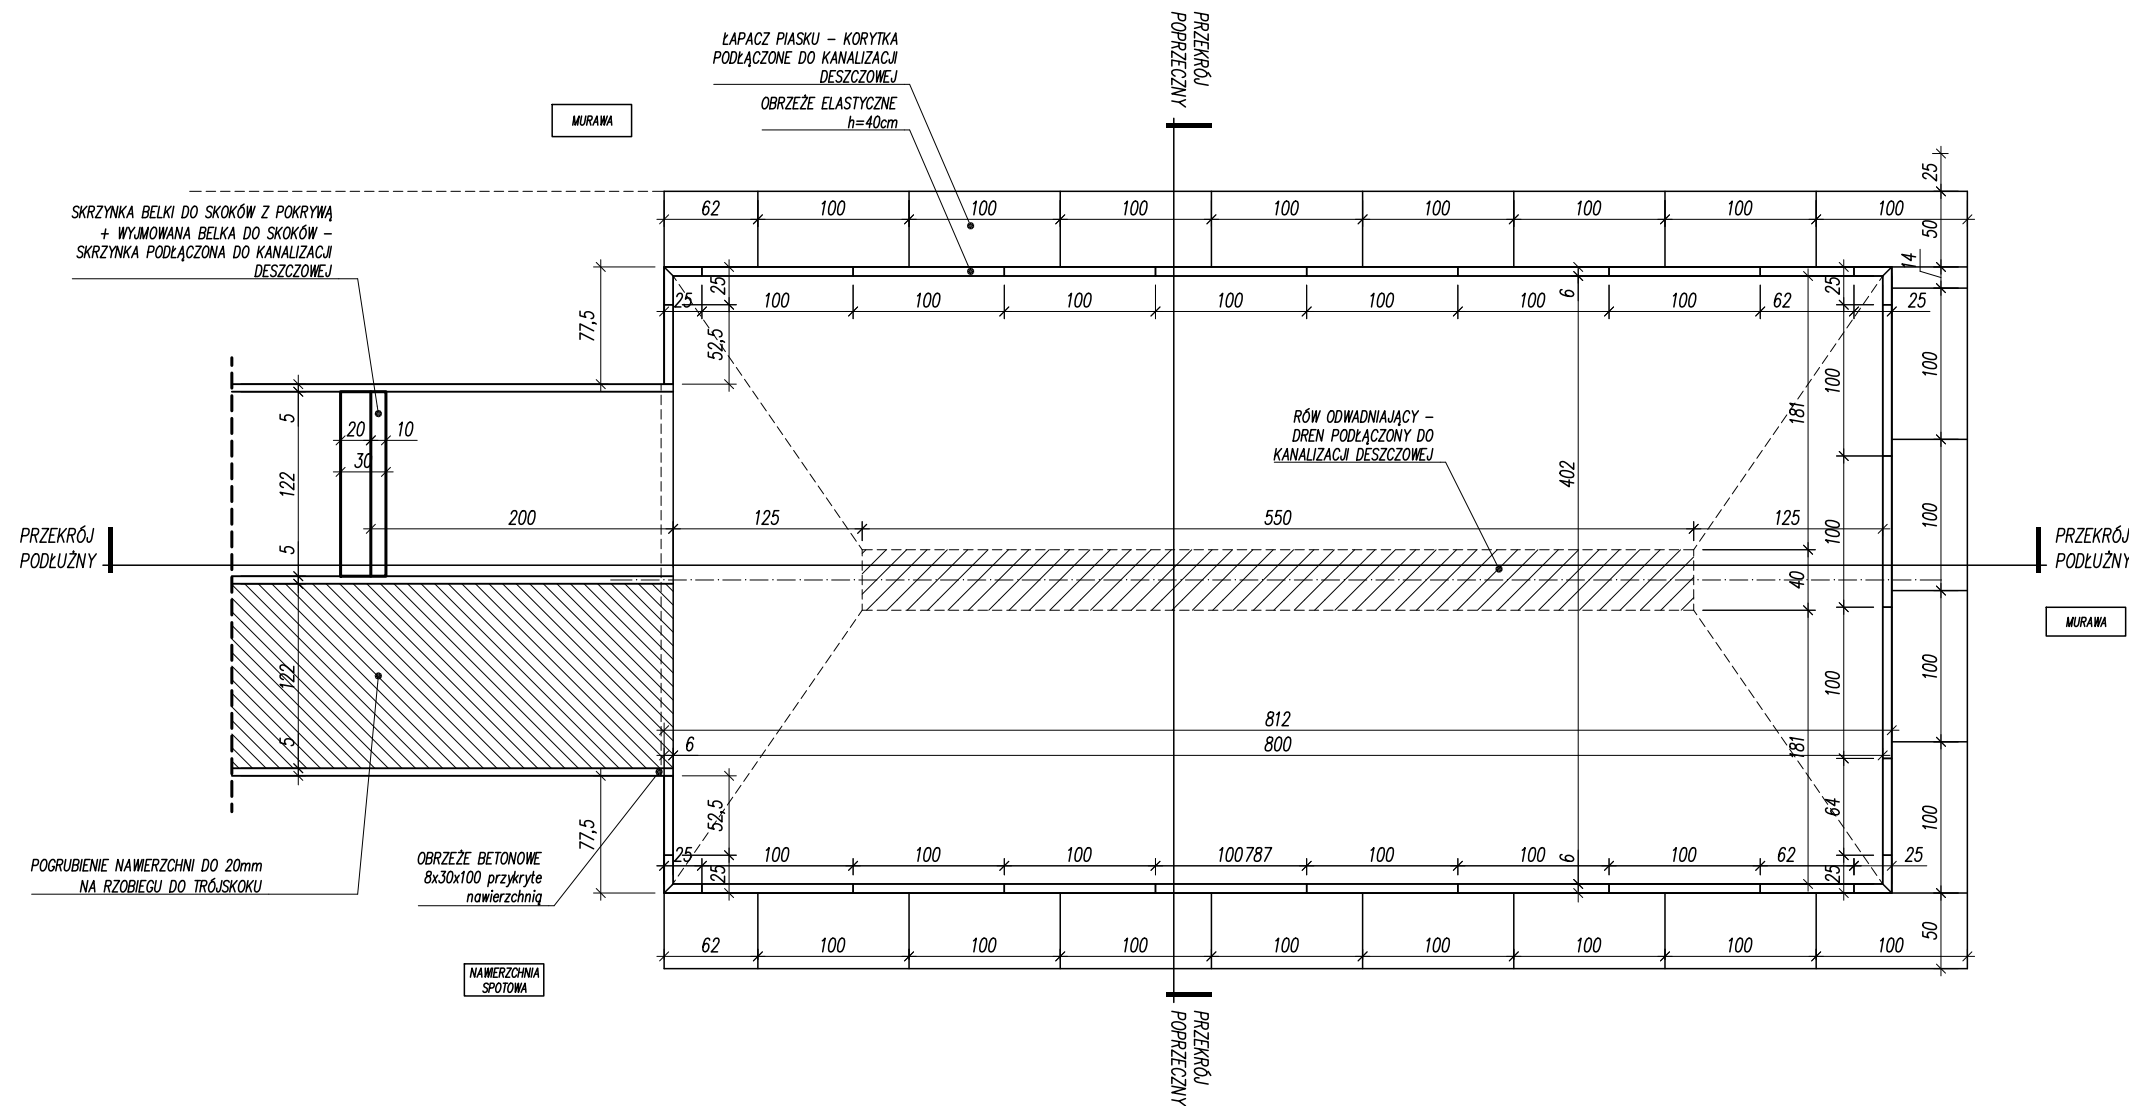 PRZEKRÓJ
POPRZECZNY
ŁAPACZ PIASKU – KORYTKA
PODŁĄCZONE DO KANALIZACJI
DESZCZOWEJ
OBRZEŻE ELASTYCZNE
h=40cm
MURAWA
SKRZYNKA BELKI DO SKOKÓW Z POKRYWĄ
+ WYJMOWANA BELKA DO SKOKÓW –
SKRZYNKA PODŁĄCZONA DO KANALIZACJI
DESZCZOWEJ
25
62 100 100 100 100 100 100 100 100
50
14
77,5
25
52,5
25 100 100 100 100 100 100 100 62 25
6
25
100
181
100
5
20 10
30
122
402
RÓW ODWADNIAJĄCY –
DREN PODŁĄCZONY DO
KANALIZACJI DESZCZOWEJ
200 125 550 125
100
100
PRZEKRÓJ
PODŁUŻNY
PRZEKRÓJ
PODŁUŻNY
5
40
MURAWA
122
100
100
812
5
6 800
181
77,5
52,5
64
100
25 100 100 100 100787 100 100 100 62 25
25
6
25
POGRUBIENIE NAWIERZCHNI DO 20mm
NA RZOBIEGU DO TRÓJSKOKU
OBRZEŻE BETONOWE
8x30x100 przykryte
nawierzchnią
62 100 100 100 100 100 100 100 100
50
NAWIERZCHNIA
SPOTOWA
PRZEKRÓJ
POPRZECZNY